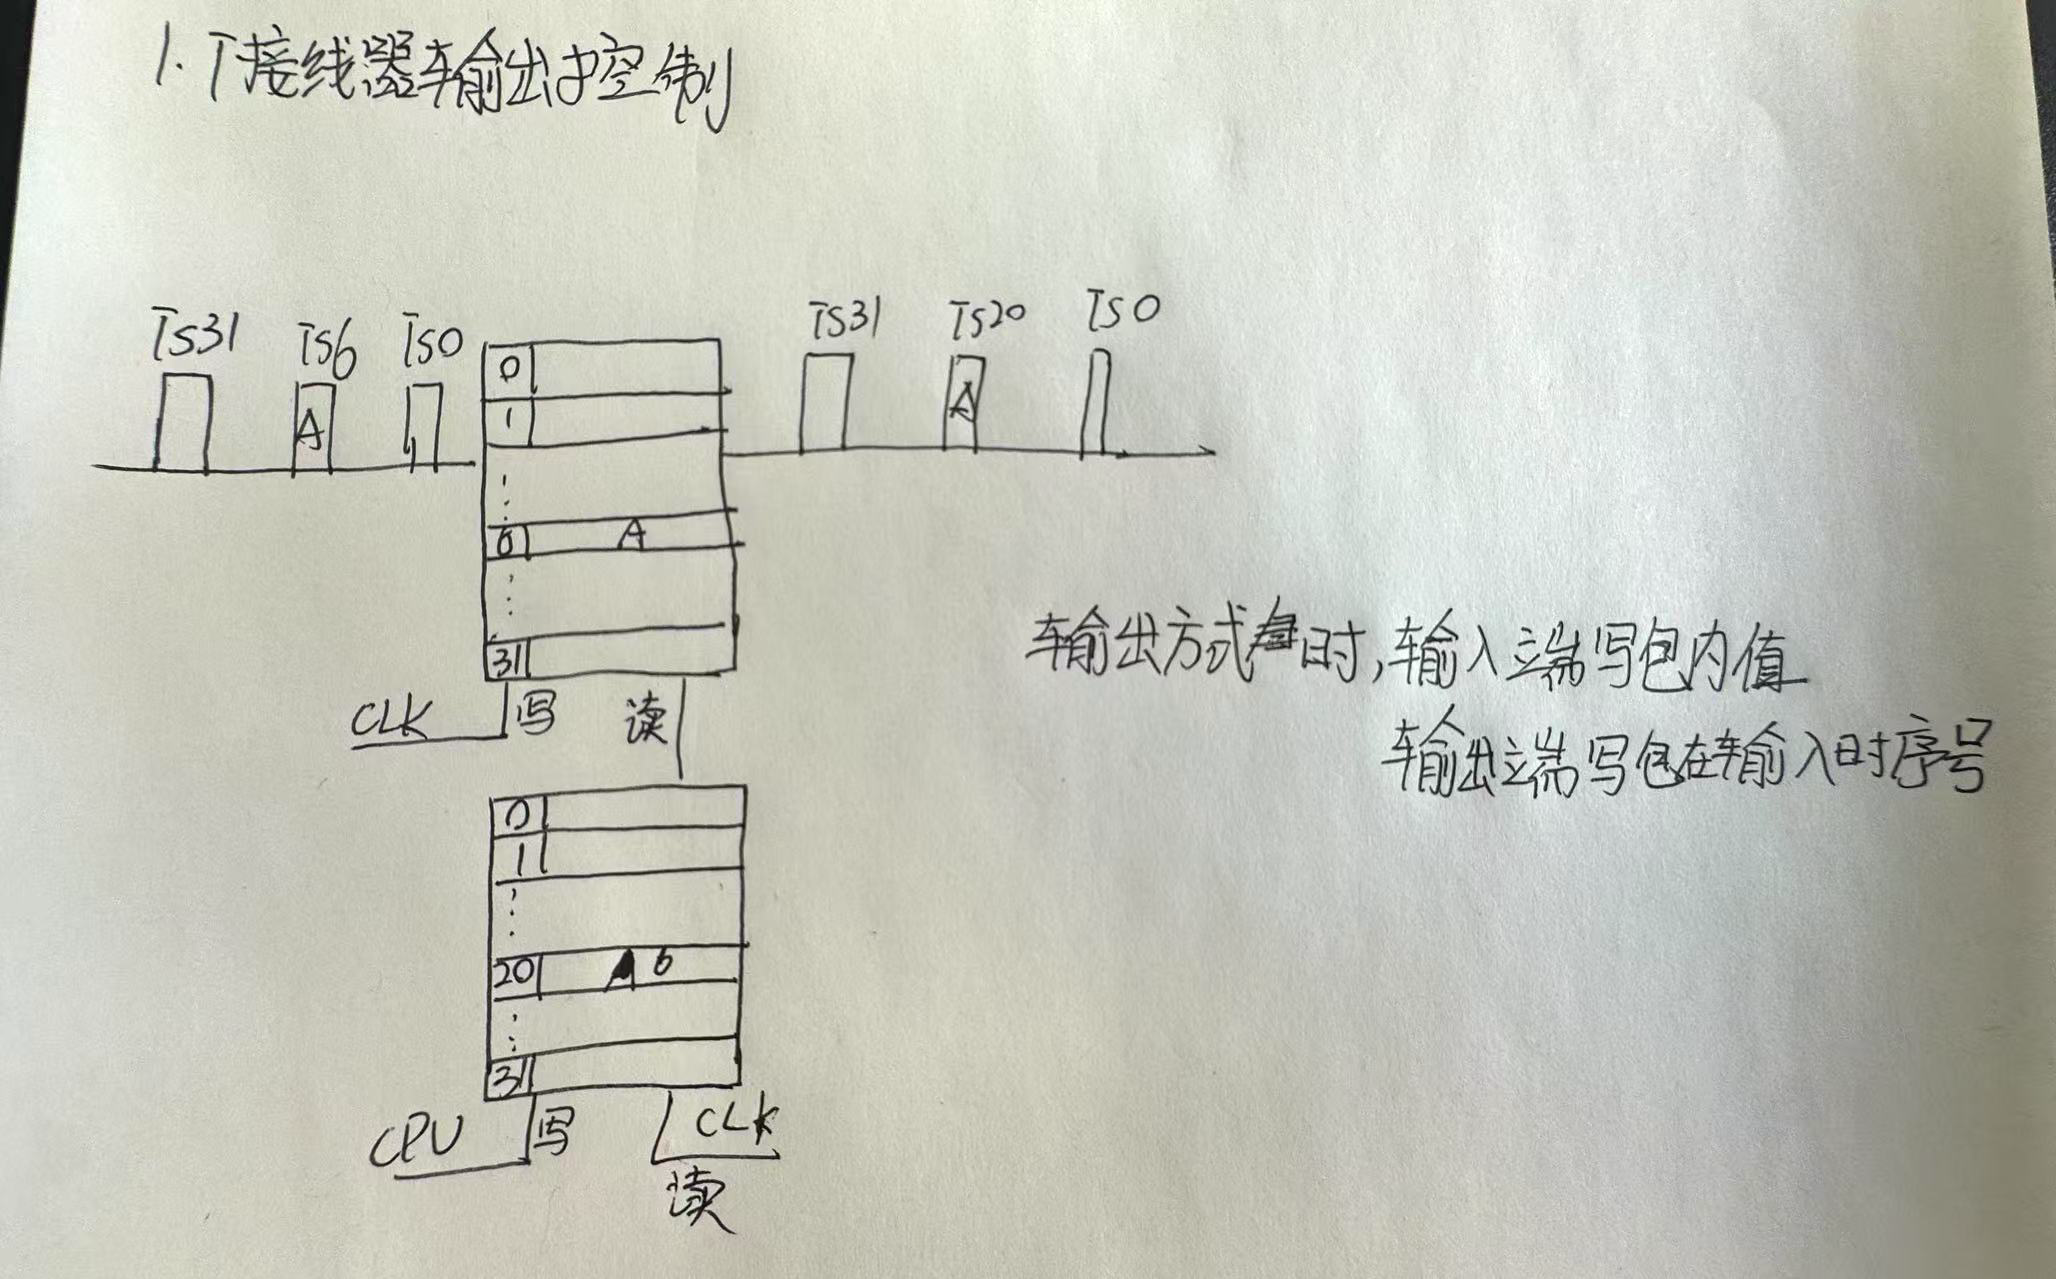 1. T接线器输出控制
TS31 TS6 TS0
A
TS31 TS20 TS0
A
0
1
6 A
31
CLK 写 读
输出方式时,输入端写包内值
输出端写包在输入时序号
0
1
20 6
31
CPU 写 CLK
读